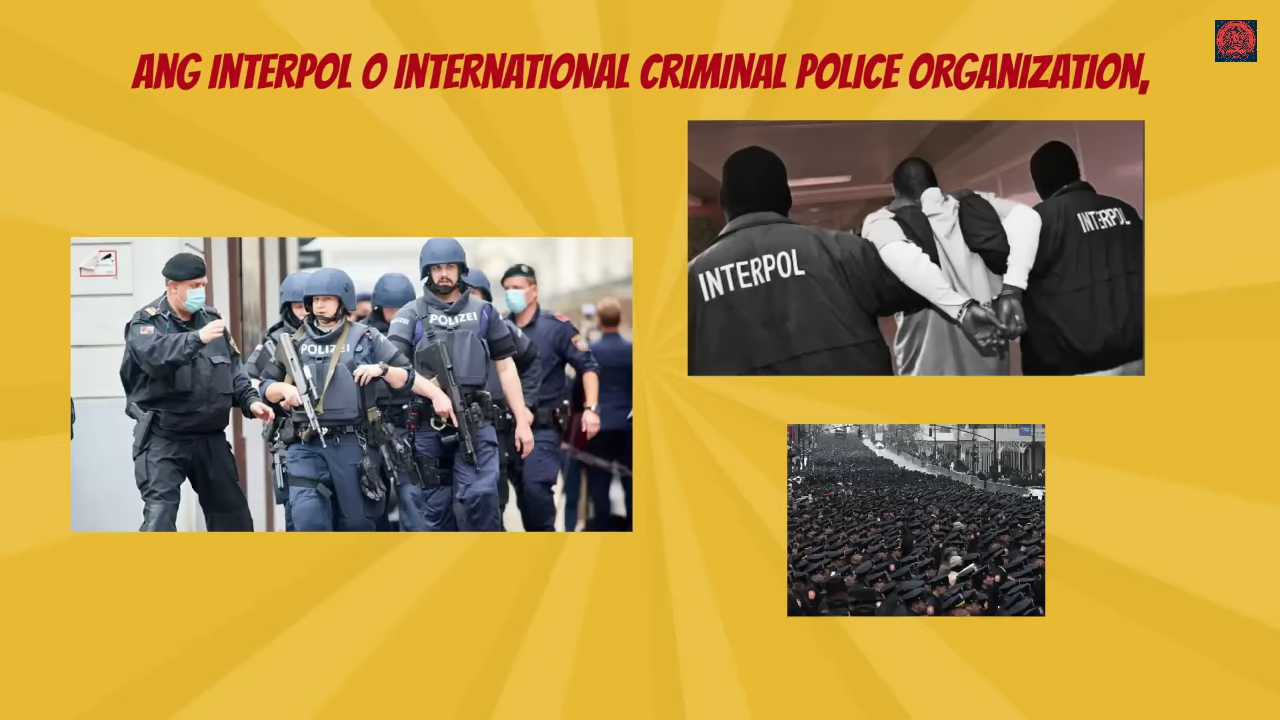 ANG INTERPOL O INTERNATIONAL CRIMINAL POLICE ORGANIZATION,
INTERPOL
INTERPOL
POLIZEI
POLIZEI